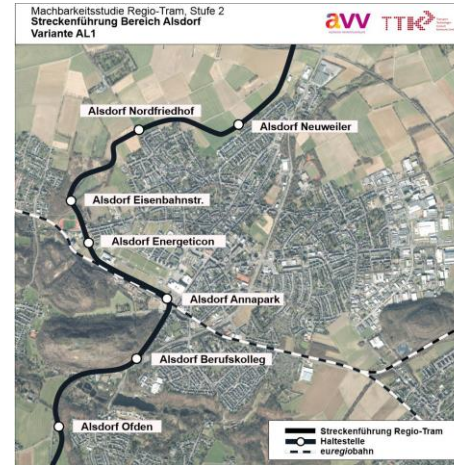 Machbarkeitsstudie Regio-Tram, Stufe 2
Streckenführung Bereich Alsdorf
Variante AL1
avv
TTK
Alsdorf Nordfriedhof
Alsdorf Neuweiler
Alsdorf Eisenbahnstr.
Alsdorf Energeticon
Alsdorf Annapark
Alsdorf Berufskolleg
Alsdorf Ofden
Streckenführung Regio-Tram
Haltestelle
euregiobahn